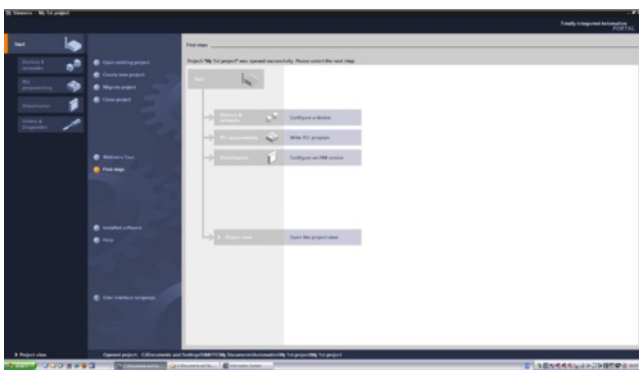 Siemens - My 1st project
Totally Integrated Automation
PORTAL
Start
First steps
Devices &
networks
Open existing project
Create new project
Migrate project
Close project
Project: "My 1st project" was opened successfully. Please select the next step:
Start
PLC
programming
Visualization
Online &
Diagnostics
Devices &
networks
Configure a device
PLC programming
Write PLC program
Visualization
Configure an HMI screen
Welcome Tour
First steps
Installed software
Help
Project view
Open the project view
User interface language
Project view
Opened project: